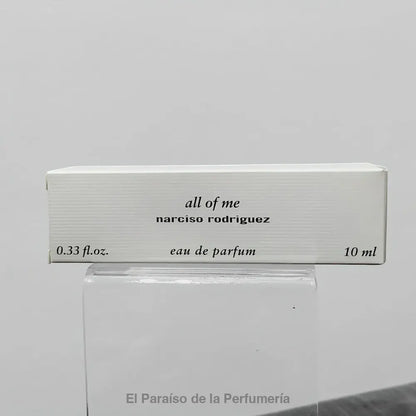 all of me
narciso rodriguez
0.33 fl.oz. eau de parfum 10 ml
El Paraíso de la Perfumería